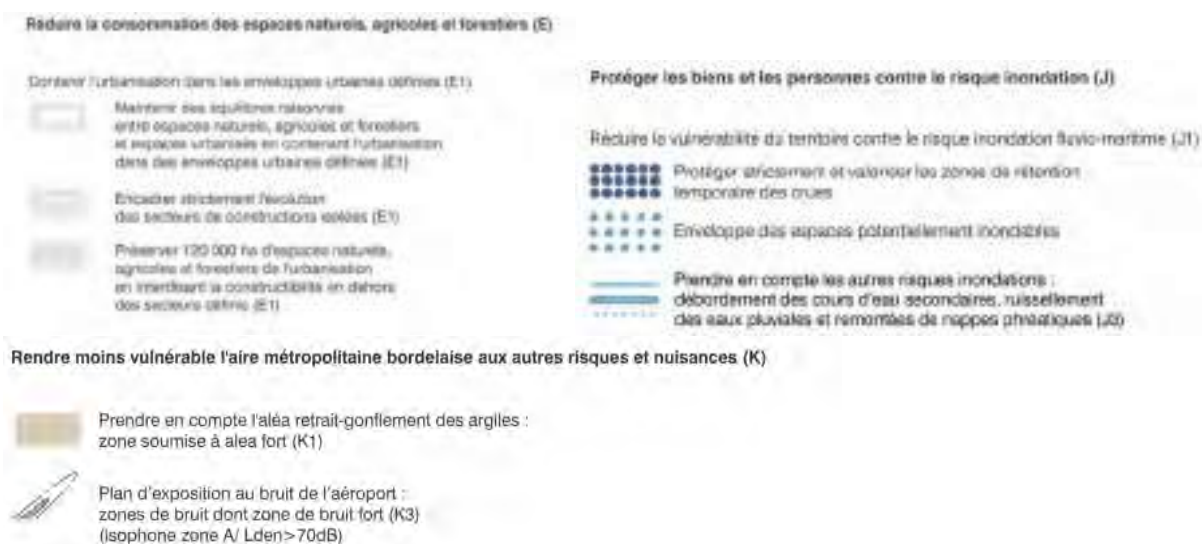 Réduire la consommation des espaces naturels, agricoles et forestiers (E)
Contenir l'urbanisation dans les enveloppes urbaines définies (E1)
Maintenir des équilibres raisonnés
entre espaces naturels, agricoles et forestiers
et espaces urbanisés en contenant l'urbanisation
dans des enveloppes urbaines définies (E1)
Encadrer strictement l'évolution
des secteurs de constructions isolées (E1)
Préserver 120 000 ha d'espaces naturels,
agricoles et forestiers de l'urbanisation
en interdisant la constructibilité en dehors
des secteurs définis (E1)
Protéger les biens et les personnes contre le risque inondation (J)
Réduire la vulnérabilité du territoire contre le risque inondation fluvio-maritime (J1)
Protéger strictement et valoriser les zones de rétention
temporaire des crues
Enveloppe des espaces potentiellement inondables
Prendre en compte les autres risques inondations :
débordement des cours d'eau secondaires, ruissellement
des eaux pluviales et remontées de nappes phréatiques (J3)
Rendre moins vulnérable l'aire métropolitaine bordelaise aux autres risques et nuisances (K)
Prendre en compte l'aléa retrait-gonflement des argiles :
zone soumise à alea fort (K1)
Plan d'exposition au bruit de l'aéroport :
zones de bruit dont zone de bruit fort (K3)
(isophone zone A/ Lden>70dB)